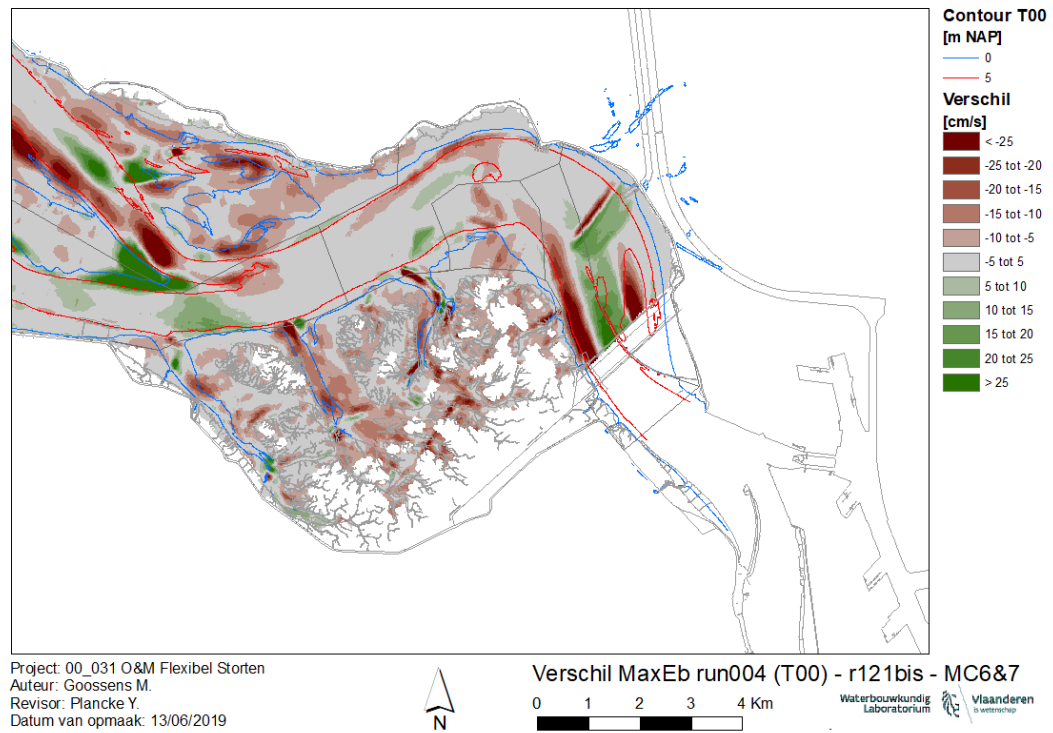 Contour T00
[m NAP]
0
5
Verschil
[cm/s]
< -25
-25 tot -20
-20 tot -15
-15 tot -10
-10 tot -5
-5 tot 5
5 tot 10
10 tot 15
15 tot 20
20 tot 25
> 25
Project: 00_031 O&M Flexibel Storten
Auteur: Goossens M.
Revisor: Plancke Y.
Datum van opmaak: 13/06/2019
N
Verschil MaxEb run004 (T00) - r121bis - MC6&7
0 1 2 3 4 Km
Waterbouwkundig
Laboratorium
Vlaanderen
is wetenschap